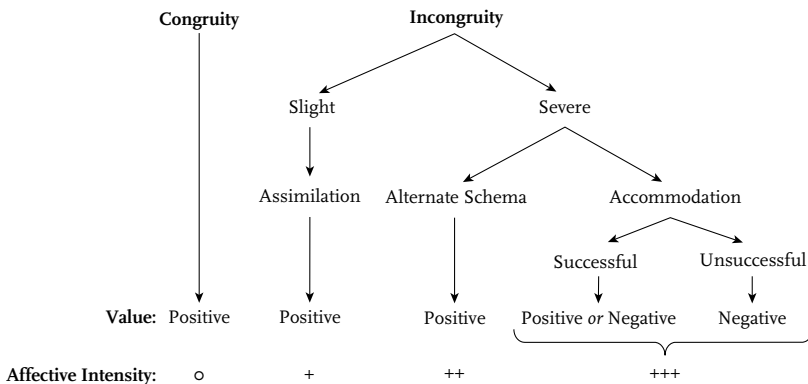 Congruity Incongruity
Slight Severe
Assimilation Alternate Schema Accommodation
Successful Unsuccessful
Value: Positive Positive Positive Positive or Negative Negative
Affective Intensity: o + ++ +++